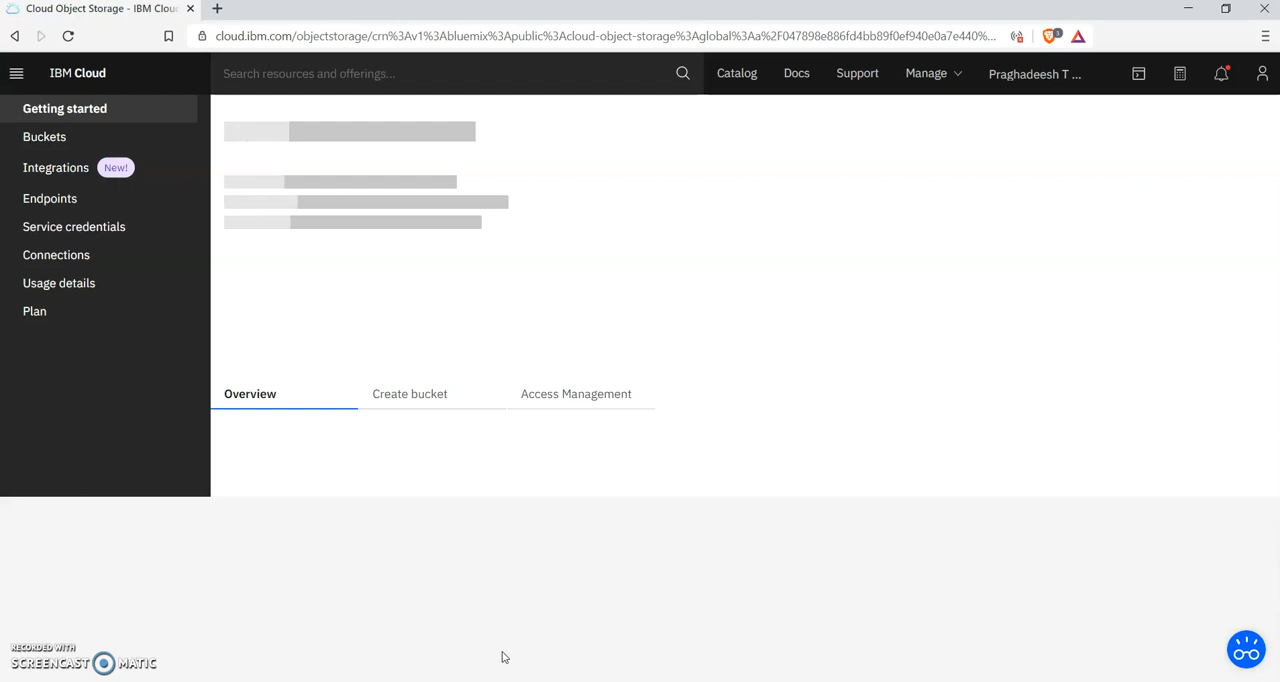 Cloud Object Storage - IBM Cloud
cloud.ibm.com/objectstorage/crn%3Av1%3Abluemix%3Apublic%3Acloud-object-storage%3Aglobal%3Aa%2F047898e886fd4bb89f0ef940e0a7e440%...
3
IBM Cloud
Search resources and offerings...
Catalog
Docs
Support
Manage
Praghadeesh T ...
Getting started
Buckets
Integrations New!
Endpoints
Service credentials
Connections
Usage details
Plan
Overview
Create bucket
Access Management
RECORDED WITH
SCREENCAST MATIC